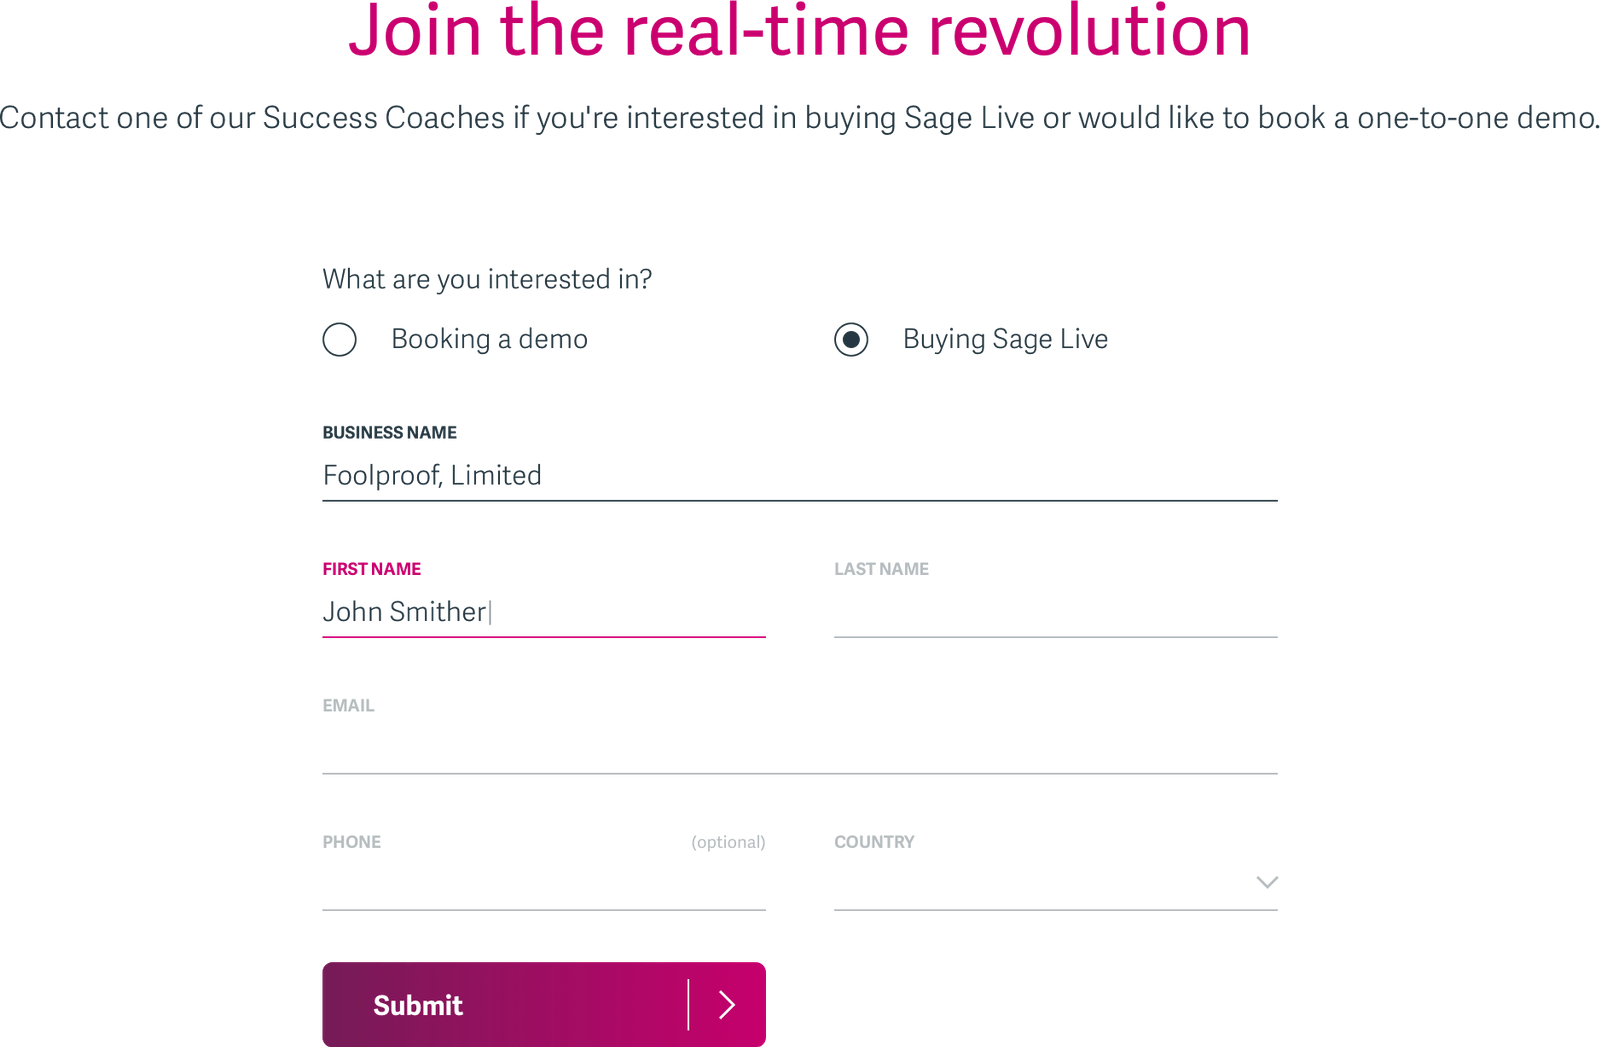 Join the real-time revolution
Contact one of our Success Coaches if you're interested in buying Sage Live or would like to book a one-to-one demo.
What are you interested in?
Booking a demo
Buying Sage Live
BUSINESS NAME
Foolproof, Limited
FIRST NAME
LAST NAME
John Smither
EMAIL
PHONE
(optional)
COUNTRY
Submit